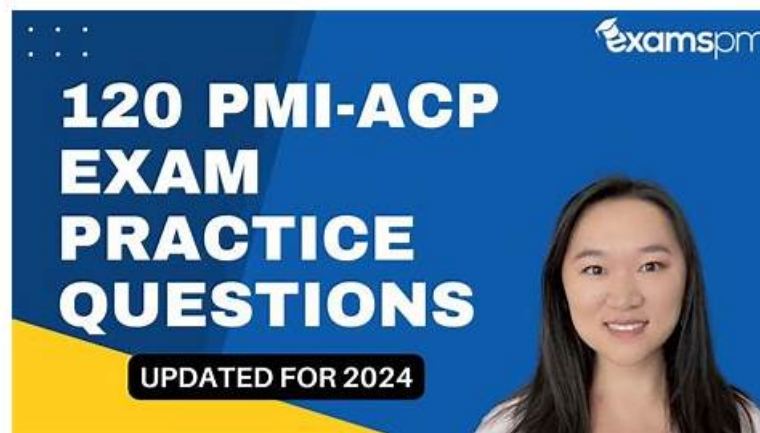 examspm
120 PMI-ACP
EXAM
PRACTICE
QUESTIONS
UPDATED FOR 2024